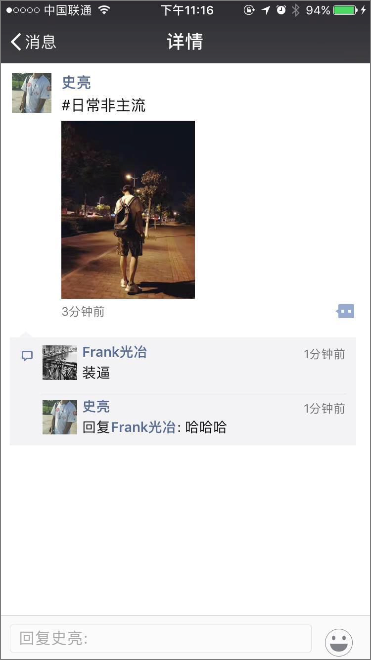 中国联通 下午11:16 94%
消息 详情
史亮
#日常非主流
3分钟前
Frank光冶 1分钟前
装逼
史亮 1分钟前
回复Frank光冶: 哈哈哈
回复史亮: